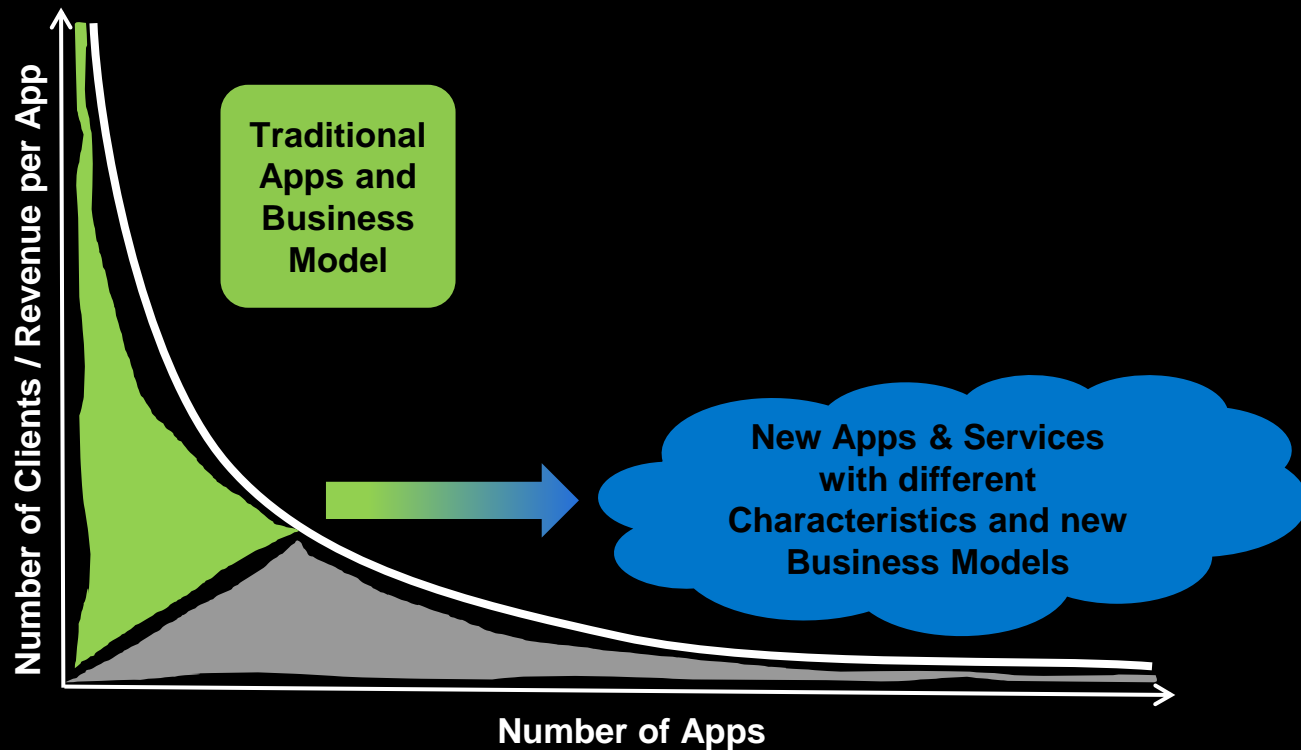 Number of Clients / Revenue per App
Traditional
Apps and
Business
Model
New Apps & Services
with different
Characteristics and new
Business Models
Number of Apps